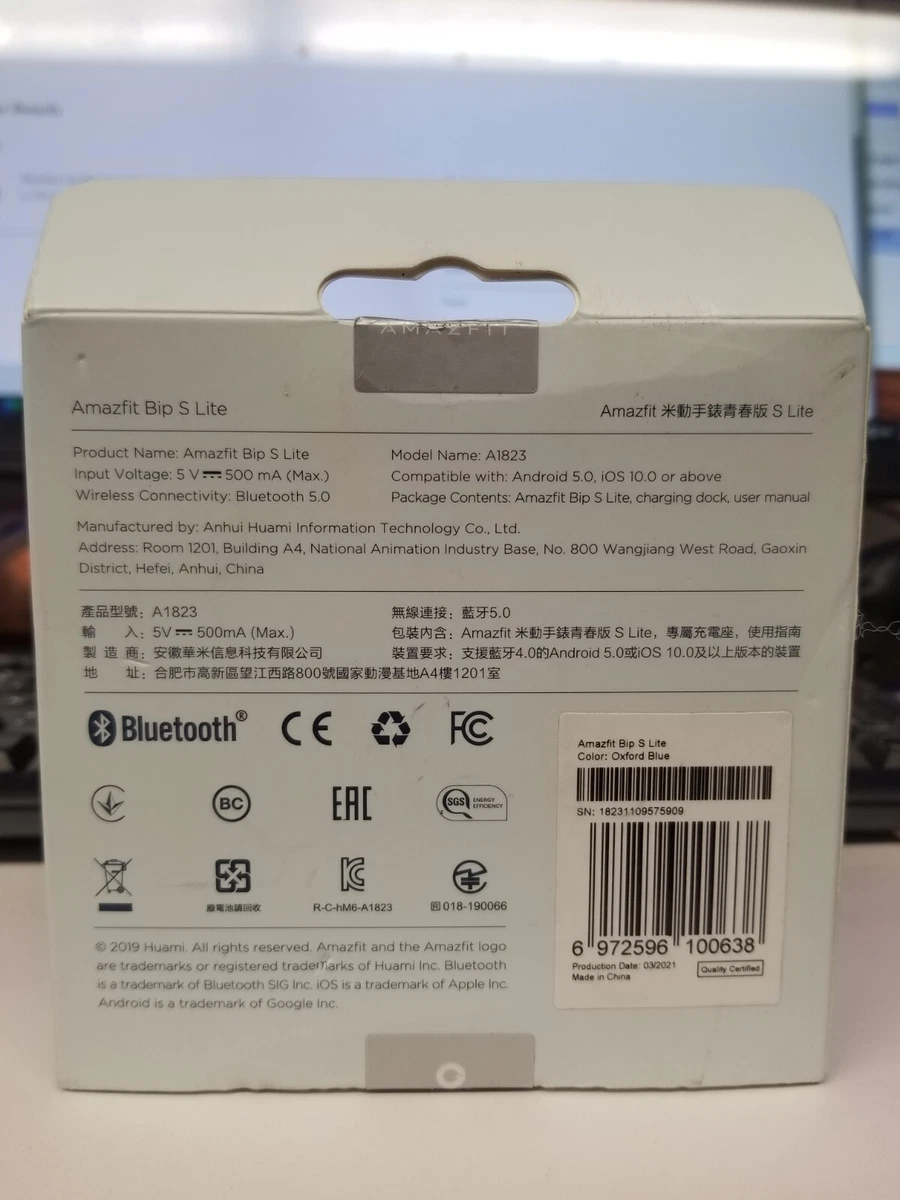 AMAZFIT
Amazfit Bip S Lite
Amazfit 米動手錶青春版 S Lite
Product Name: Amazfit Bip S Lite
Input Voltage: 5 V⎓500 mA (Max.)
Wireless Connectivity: Bluetooth 5.0
Model Name: A1823
Compatible with: Android 5.0, iOS 10.0 or above
Package Contents: Amazfit Bip S Lite, charging dock, user manual
Manufactured by: Anhui Huami Information Technology Co., Ltd.
Address: Room 1201, Building A4, National Animation Industry Base, No. 800 Wangjiang West Road, Gaoxin
District, Hefei, Anhui, China
產品型號：A1823
輸 入：5V⎓500mA (Max.)
製 造 商：安徽華米信息科技有限公司
地 址：合肥市高新區望江西路800號國家動漫基地A4樓1201室
無線連接：藍牙5.0
包裝內容：Amazfit 米動手錶青春版 S Lite，專屬充電座，使用指南
裝置要求：支援藍牙4.0的Android 5.0或iOS 10.0及以上版本的裝置
Bluetooth®
CE
FC
BC
EAC
SGS ENERGY
EFFICIENCY
廢電池請回收
R-C-hM6-A1823
R 018-190066
© 2019 Huami. All rights reserved. Amazfit and the Amazfit logo
are trademarks or registered trademarks of Huami Inc. Bluetooth
is a trademark of Bluetooth SIG Inc. iOS is a trademark of Apple Inc.
Android is a trademark of Google Inc.
Amazfit Bip S Lite
Color: Oxford Blue
SN: 18231109575909
6 972596 100638
Production Date: 03/2021
Made in China
Quality Certified